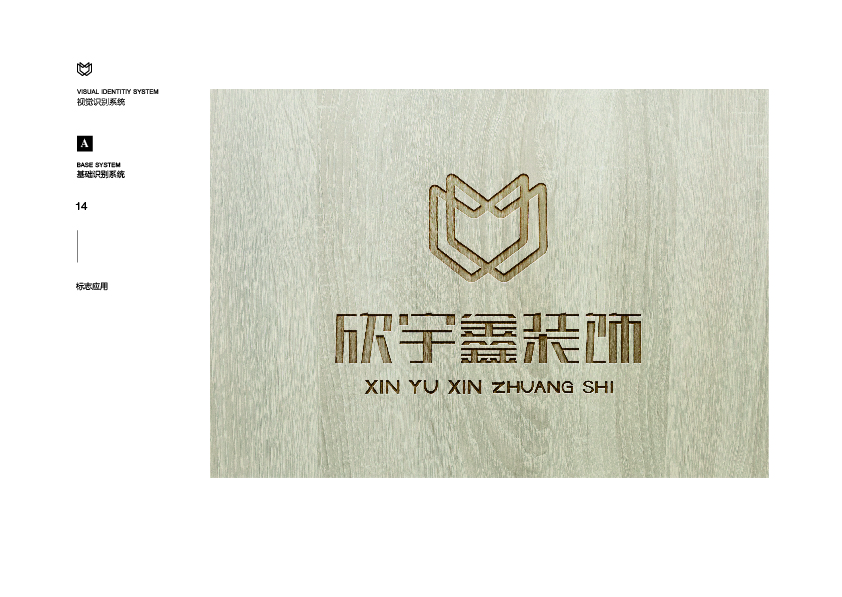 VISUAL IDENTITIY SYSTEM
视觉识别系统
A
BASE SYSTEM
基础识别系统
14
标志应用
欣宇鑫装饰
XIN YU XIN ZHUANG SHI